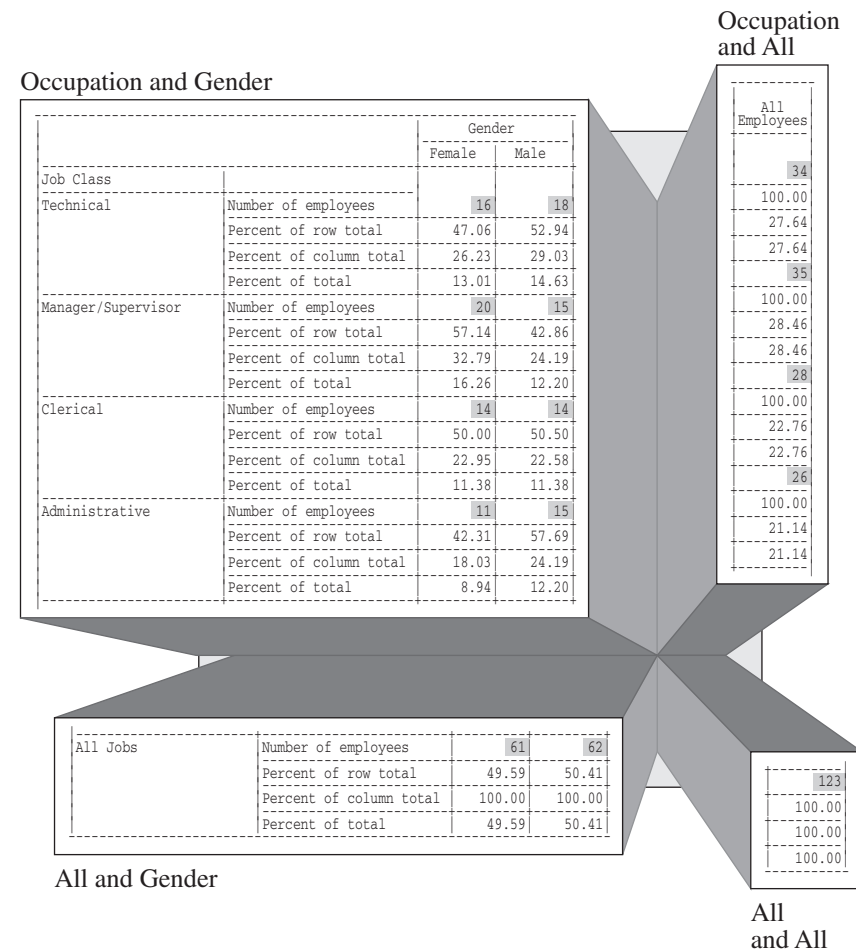 Occupation
and All
Occupation and Gender
Gender
Female Male
Job Class
Technical Number of employees 16 18
Percent of row total 47.06 52.94
Percent of column total 26.23 29.03
Percent of total 13.01 14.63
Manager/Supervisor Number of employees 20 15
Percent of row total 57.14 42.86
Percent of column total 32.79 24.19
Percent of total 16.26 12.20
Clerical Number of employees 14 14
Percent of row total 50.00 50.50
Percent of column total 22.95 22.58
Percent of total 11.38 11.38
Administrative Number of employees 11 15
Percent of row total 42.31 57.69
Percent of column total 18.03 24.19
Percent of total 8.94 12.20
All
Employees
34
100.00
27.64
27.64
35
100.00
28.46
28.46
28
100.00
22.76
22.76
26
100.00
21.14
21.14
All Jobs Number of employees 61 62
Percent of row total 49.59 50.41
Percent of column total 100.00 100.00
Percent of total 49.59 50.41
All and Gender
123
100.00
100.00
100.00
All
and All